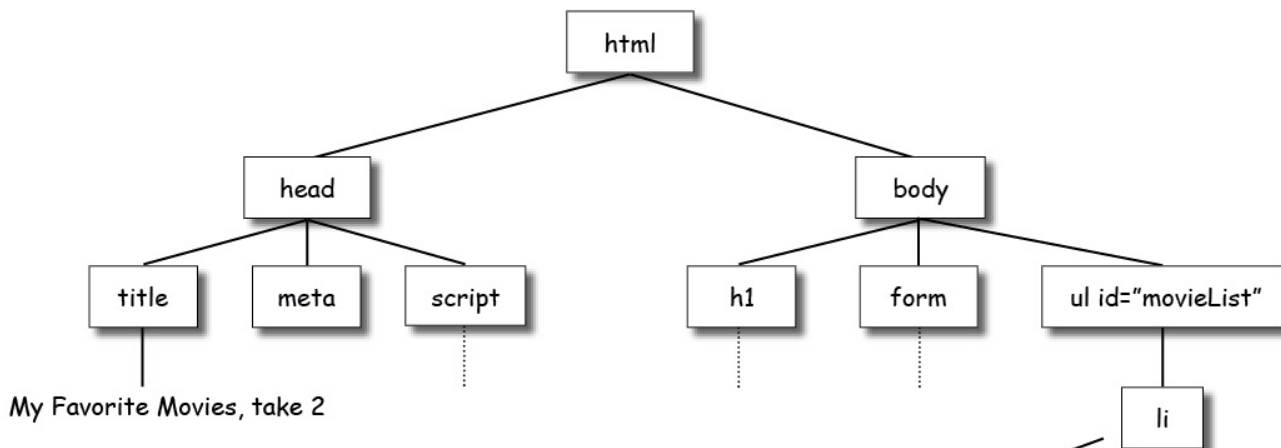 html
head
body
title
meta
script
h1
form
ul id=”movieList”
My Favorite Movies, take 2
li